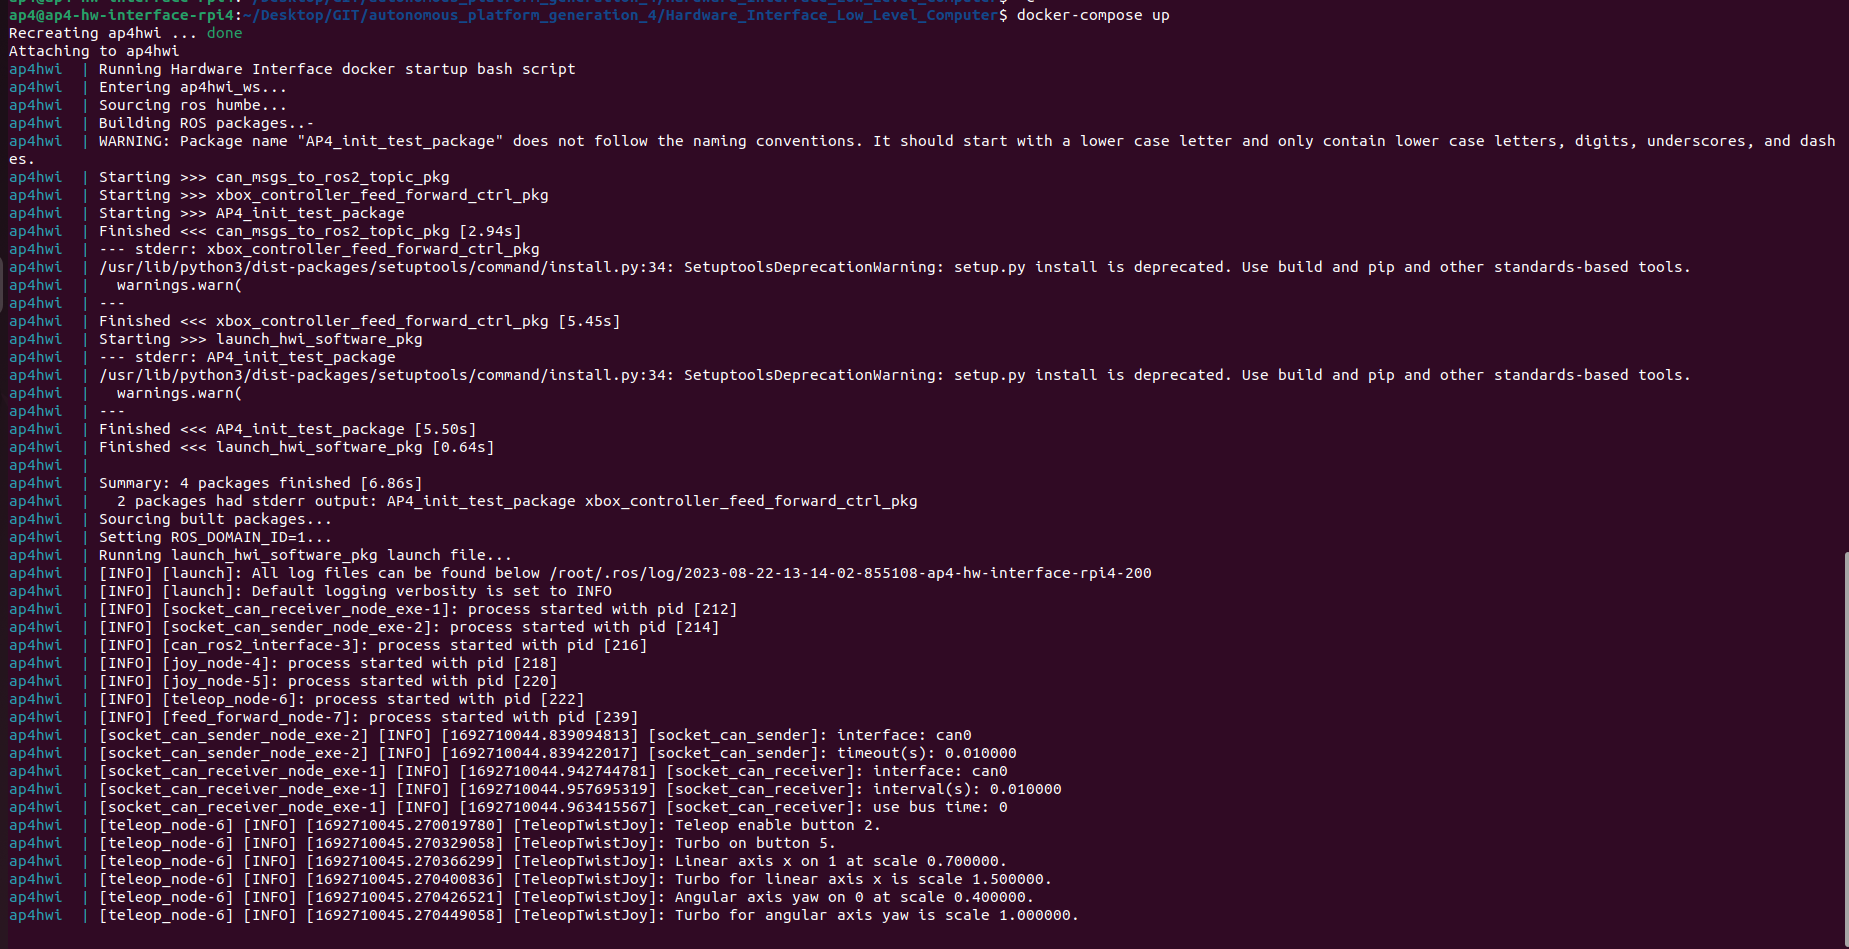 ap4@ap4-hw-interface-rpi4:~/Desktop/GIT/autonomous_platform_generation_4/Hardware_Interface_Low_Level_Computer$
ap4@ap4-hw-interface-rpi4:~/Desktop/GIT/autonomous_platform_generation_4/Hardware_Interface_Low_Level_Computer$ docker-compose up
Recreating ap4hwi ... done
Attaching to ap4hwi
ap4hwi  | Running Hardware Interface docker startup bash script
ap4hwi  | Entering ap4hwi_ws...
ap4hwi  | Sourcing ros humbe...
ap4hwi  | Building ROS packages..-
ap4hwi  | WARNING: Package name "AP4_init_test_package" does not follow the naming conventions. It should start with a lower case letter and only contain lower case letters, digits, underscores, and dash
es.
ap4hwi  | Starting >>> can_msgs_to_ros2_topic_pkg
ap4hwi  | Starting >>> xbox_controller_feed_forward_ctrl_pkg
ap4hwi  | Starting >>> AP4_init_test_package
ap4hwi  | Finished <<< can_msgs_to_ros2_topic_pkg [2.94s]
ap4hwi  | --- stderr: xbox_controller_feed_forward_ctrl_pkg
ap4hwi  | /usr/lib/python3/dist-packages/setuptools/command/install.py:34: SetuptoolsDeprecationWarning: setup.py install is deprecated. Use build and pip and other standards-based tools.
ap4hwi  |   warnings.warn(
ap4hwi  | ---
ap4hwi  | Finished <<< xbox_controller_feed_forward_ctrl_pkg [5.45s]
ap4hwi  | Starting >>> launch_hwi_software_pkg
ap4hwi  | --- stderr: AP4_init_test_package
ap4hwi  | /usr/lib/python3/dist-packages/setuptools/command/install.py:34: SetuptoolsDeprecationWarning: setup.py install is deprecated. Use build and pip and other standards-based tools.
ap4hwi  |   warnings.warn(
ap4hwi  | ---
ap4hwi  | Finished <<< AP4_init_test_package [5.50s]
ap4hwi  | Finished <<< launch_hwi_software_pkg [0.64s]
ap4hwi  |
ap4hwi  | Summary: 4 packages finished [6.86s]
ap4hwi  |   2 packages had stderr output: AP4_init_test_package xbox_controller_feed_forward_ctrl_pkg
ap4hwi  | Sourcing built packages...
ap4hwi  | Setting ROS_DOMAIN_ID=1...
ap4hwi  | Running launch_hwi_software_pkg launch file...
ap4hwi  | [INFO] [launch]: All log files can be found below /root/.ros/log/2023-08-22-13-14-02-855108-ap4-hw-interface-rpi4-200
ap4hwi  | [INFO] [launch]: Default logging verbosity is set to INFO
ap4hwi  | [INFO] [socket_can_receiver_node_exe-1]: process started with pid [212]
ap4hwi  | [INFO] [socket_can_sender_node_exe-2]: process started with pid [214]
ap4hwi  | [INFO] [can_ros2_interface-3]: process started with pid [216]
ap4hwi  | [INFO] [joy_node-4]: process started with pid [218]
ap4hwi  | [INFO] [joy_node-5]: process started with pid [220]
ap4hwi  | [INFO] [teleop_node-6]: process started with pid [222]
ap4hwi  | [INFO] [feed_forward_node-7]: process started with pid [239]
ap4hwi  | [socket_can_sender_node_exe-2] [INFO] [1692710044.839094813] [socket_can_sender]: interface: can0
ap4hwi  | [socket_can_sender_node_exe-2] [INFO] [1692710044.839422017] [socket_can_sender]: timeout(s): 0.010000
ap4hwi  | [socket_can_receiver_node_exe-1] [INFO] [1692710044.942744781] [socket_can_receiver]: interface: can0
ap4hwi  | [socket_can_receiver_node_exe-1] [INFO] [1692710044.957695319] [socket_can_receiver]: interval(s): 0.010000
ap4hwi  | [socket_can_receiver_node_exe-1] [INFO] [1692710044.963415567] [socket_can_receiver]: use bus time: 0
ap4hwi  | [teleop_node-6] [INFO] [1692710045.270019780] [TeleopTwistJoy]: Teleop enable button 2.
ap4hwi  | [teleop_node-6] [INFO] [1692710045.270329058] [TeleopTwistJoy]: Turbo on button 5.
ap4hwi  | [teleop_node-6] [INFO] [1692710045.270366299] [TeleopTwistJoy]: Linear axis x on 1 at scale 0.700000.
ap4hwi  | [teleop_node-6] [INFO] [1692710045.270400836] [TeleopTwistJoy]: Turbo for linear axis x is scale 1.500000.
ap4hwi  | [teleop_node-6] [INFO] [1692710045.270426521] [TeleopTwistJoy]: Angular axis yaw on 0 at scale 0.400000.
ap4hwi  | [teleop_node-6] [INFO] [1692710045.270449058] [TeleopTwistJoy]: Turbo for angular axis yaw is scale 1.000000.